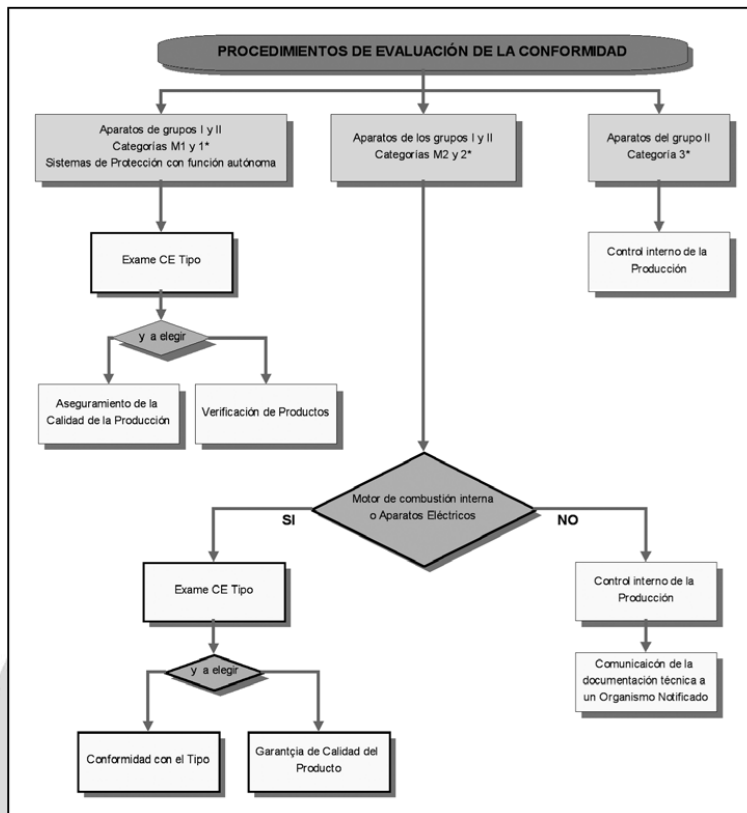 PROCEDIMIENTOS DE EVALUACIÓN DE LA CONFORMIDAD
Aparatos de grupos I y II
Categorías M1 y 1*
Sistemas de Protección con función autónoma
Aparatos de los grupos I y II
Categorías M2 y 2*
Aparatos del grupo II
Categoría 3*
Exame CE Tipo
Control interno de la
Producción
y a elegir
Aseguramiento de la
Calidad de la Producción
Verificación de Productos
Motor de combustión interna
o Aparatos Eléctricos
SI
NO
Exame CE Tipo
Control interno de la
Producción
y a elegir
Comunicaicón de la
documentación técnica a
un Organismo Notificado
Conformidad con el Tipo
Garantçia de Calidad del
Producto